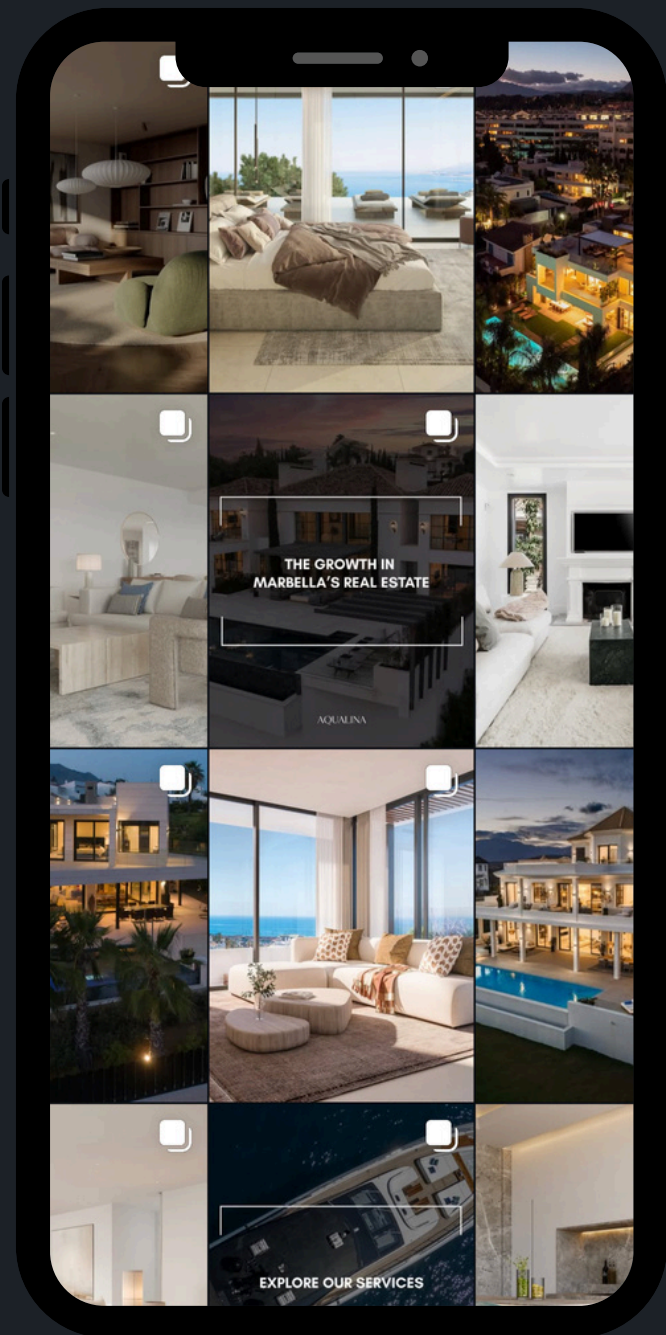 THE GROWTH IN
MARBELLA’S REAL ESTATE
AQUALINA
EXPLORE OUR SERVICES